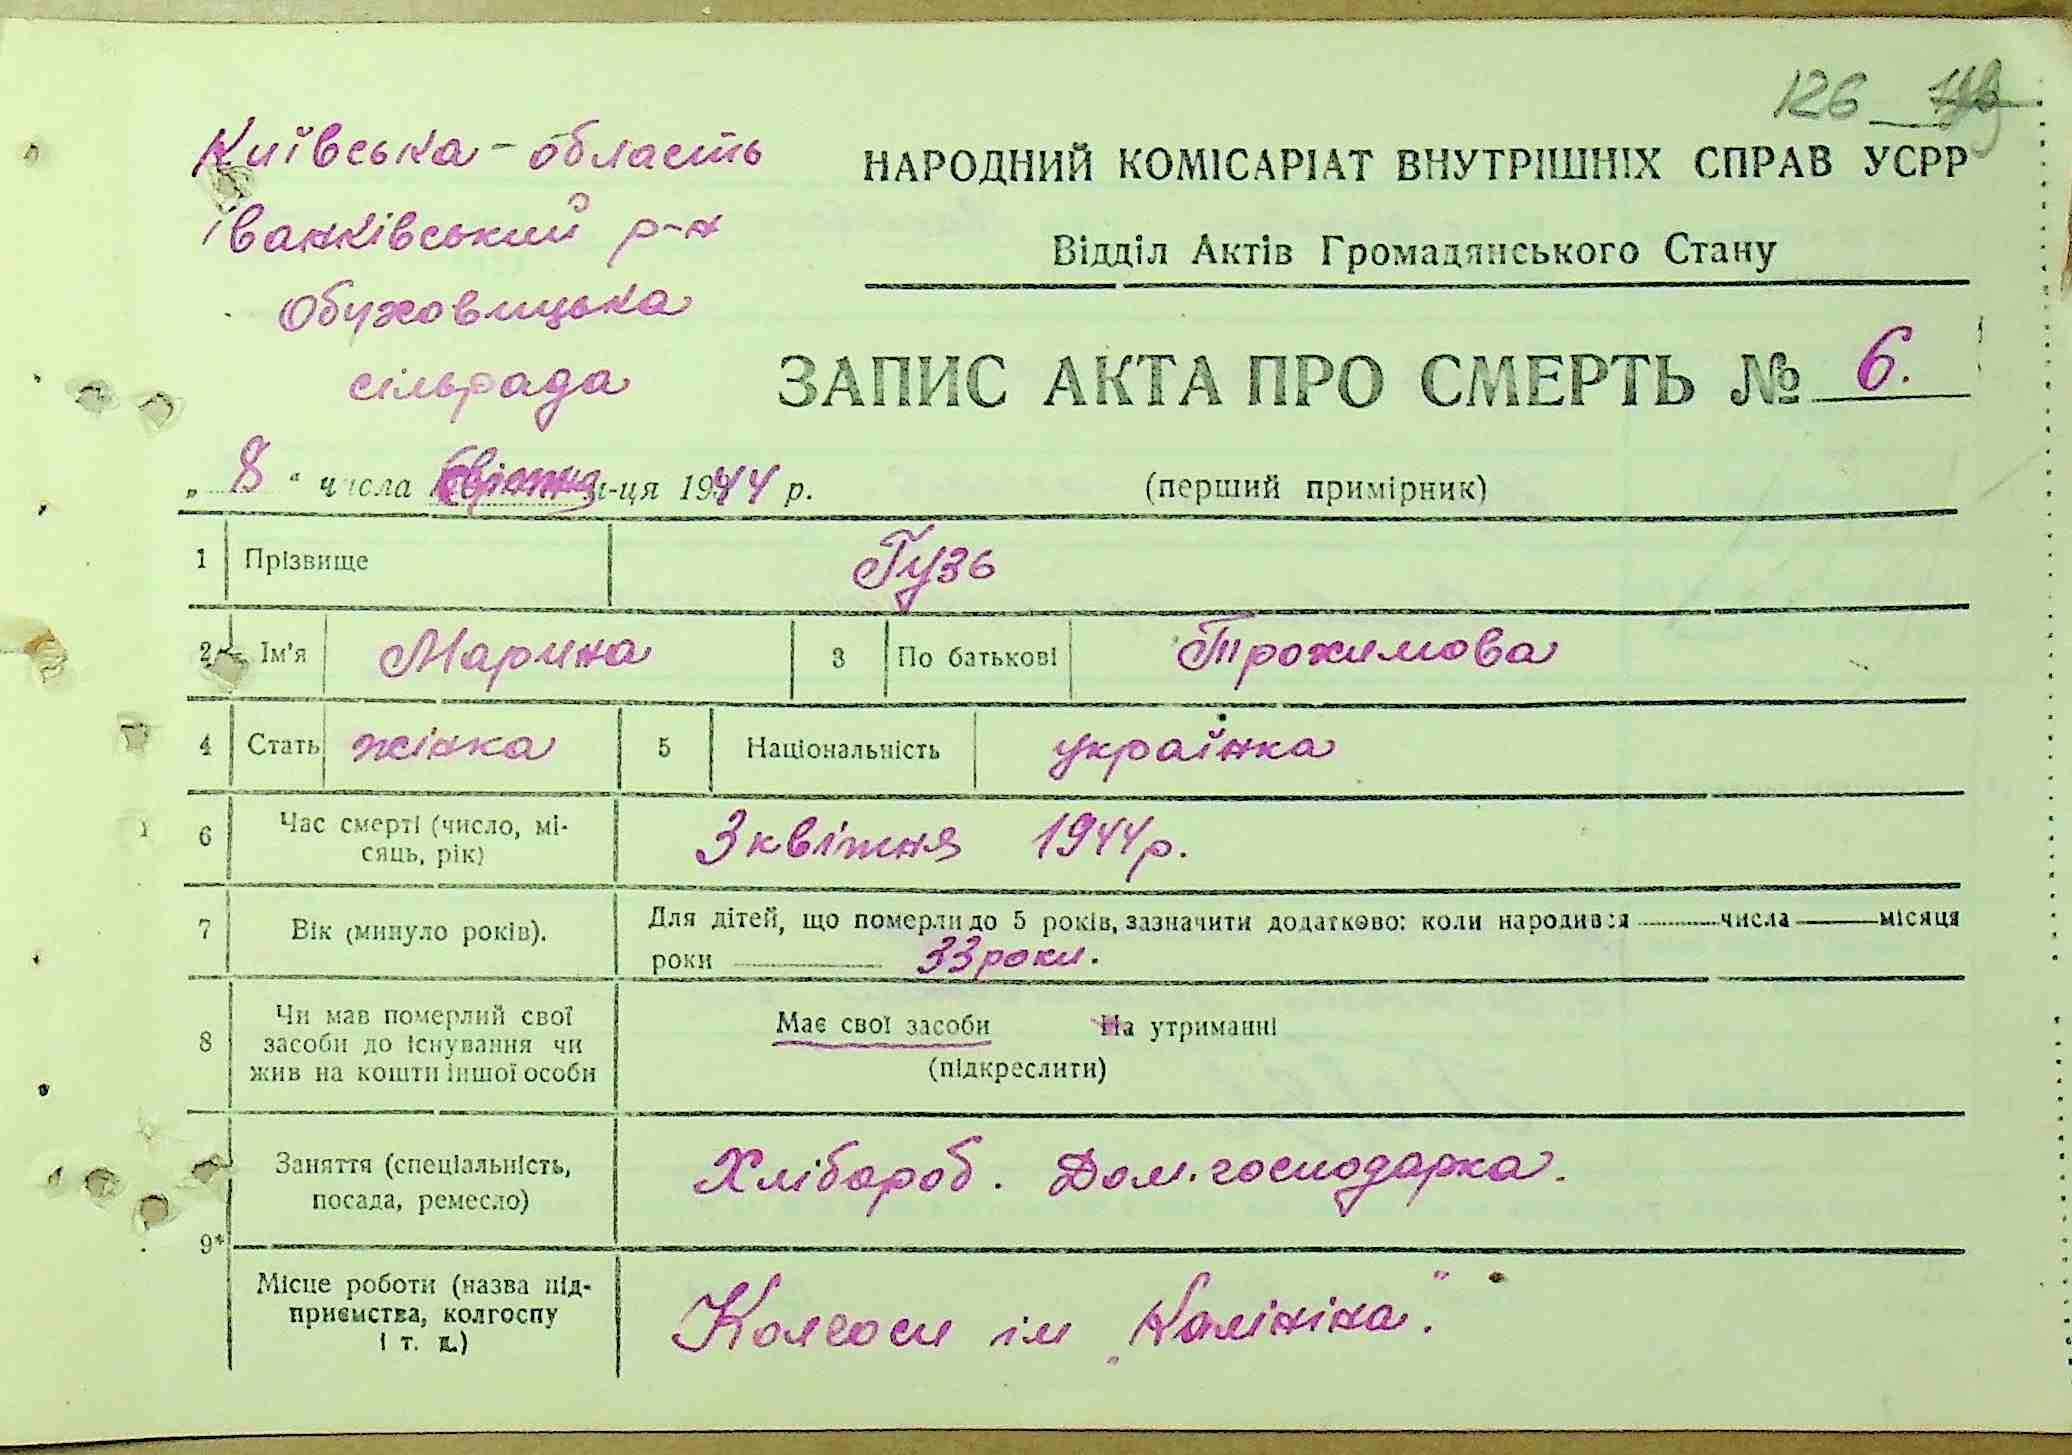 126
Київська - область
НАРОДНИЙ КОМІСАРІАТ ВНУТРІШНІХ СПРАВ УСРР
Іванківський р-н
Відділ Актів Громадянського Стану
Обуховицька
сільрада
ЗАПИС АКТА ПРО СМЕРТЬ № 6.
„ 8 “ числа квітня м-ця 1944 р.
(перший примірник)
1 Прізвище Гузь
2 Ім'я Марина 3 По батькові Трохимова
4 Стать жінка 5 Національність українка
6 Час смерті (число, мі-
сяць, рік) 3 квітня 1944 р.
7 Вік (минуло років). Для дітей, що померли до 5 років, зазначити додатково: коли народився числа місяця
роки 33 роки.
8 Чи мав померлий свої
засоби до існування чи
жив на кошти іншої особи
Має свої засоби На утриманні
(підкреслити)
9*
Заняття (спеціальність,
посада, ремесло) Хлібороб. Дом. господарка.
Місце роботи (назва під-
приємства, колгоспу
і т. д.) Колгосп ім „Калініна".